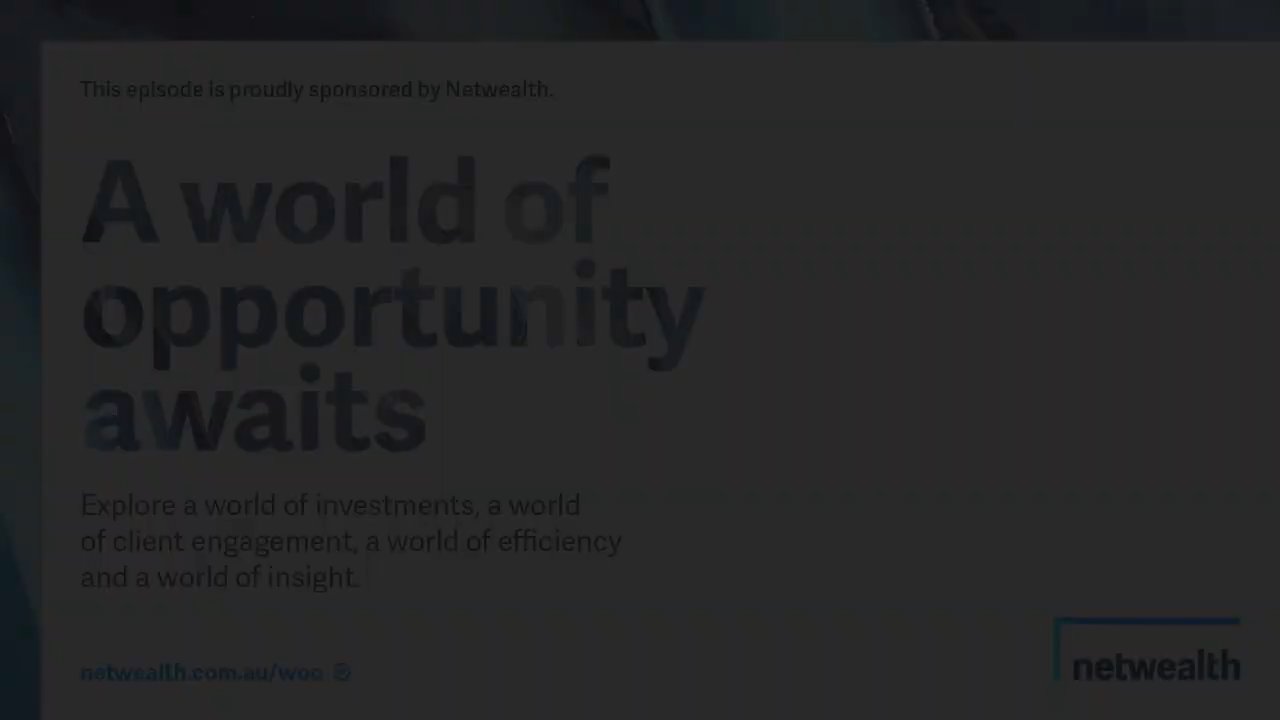 This episode is proudly sponsored by Netwealth.
A world of
opportunity
awaits
Explore a world of investments, a world
of client engagement, a world of efficiency
and a world of insight.
netwealth.com.au/woo
netwealth